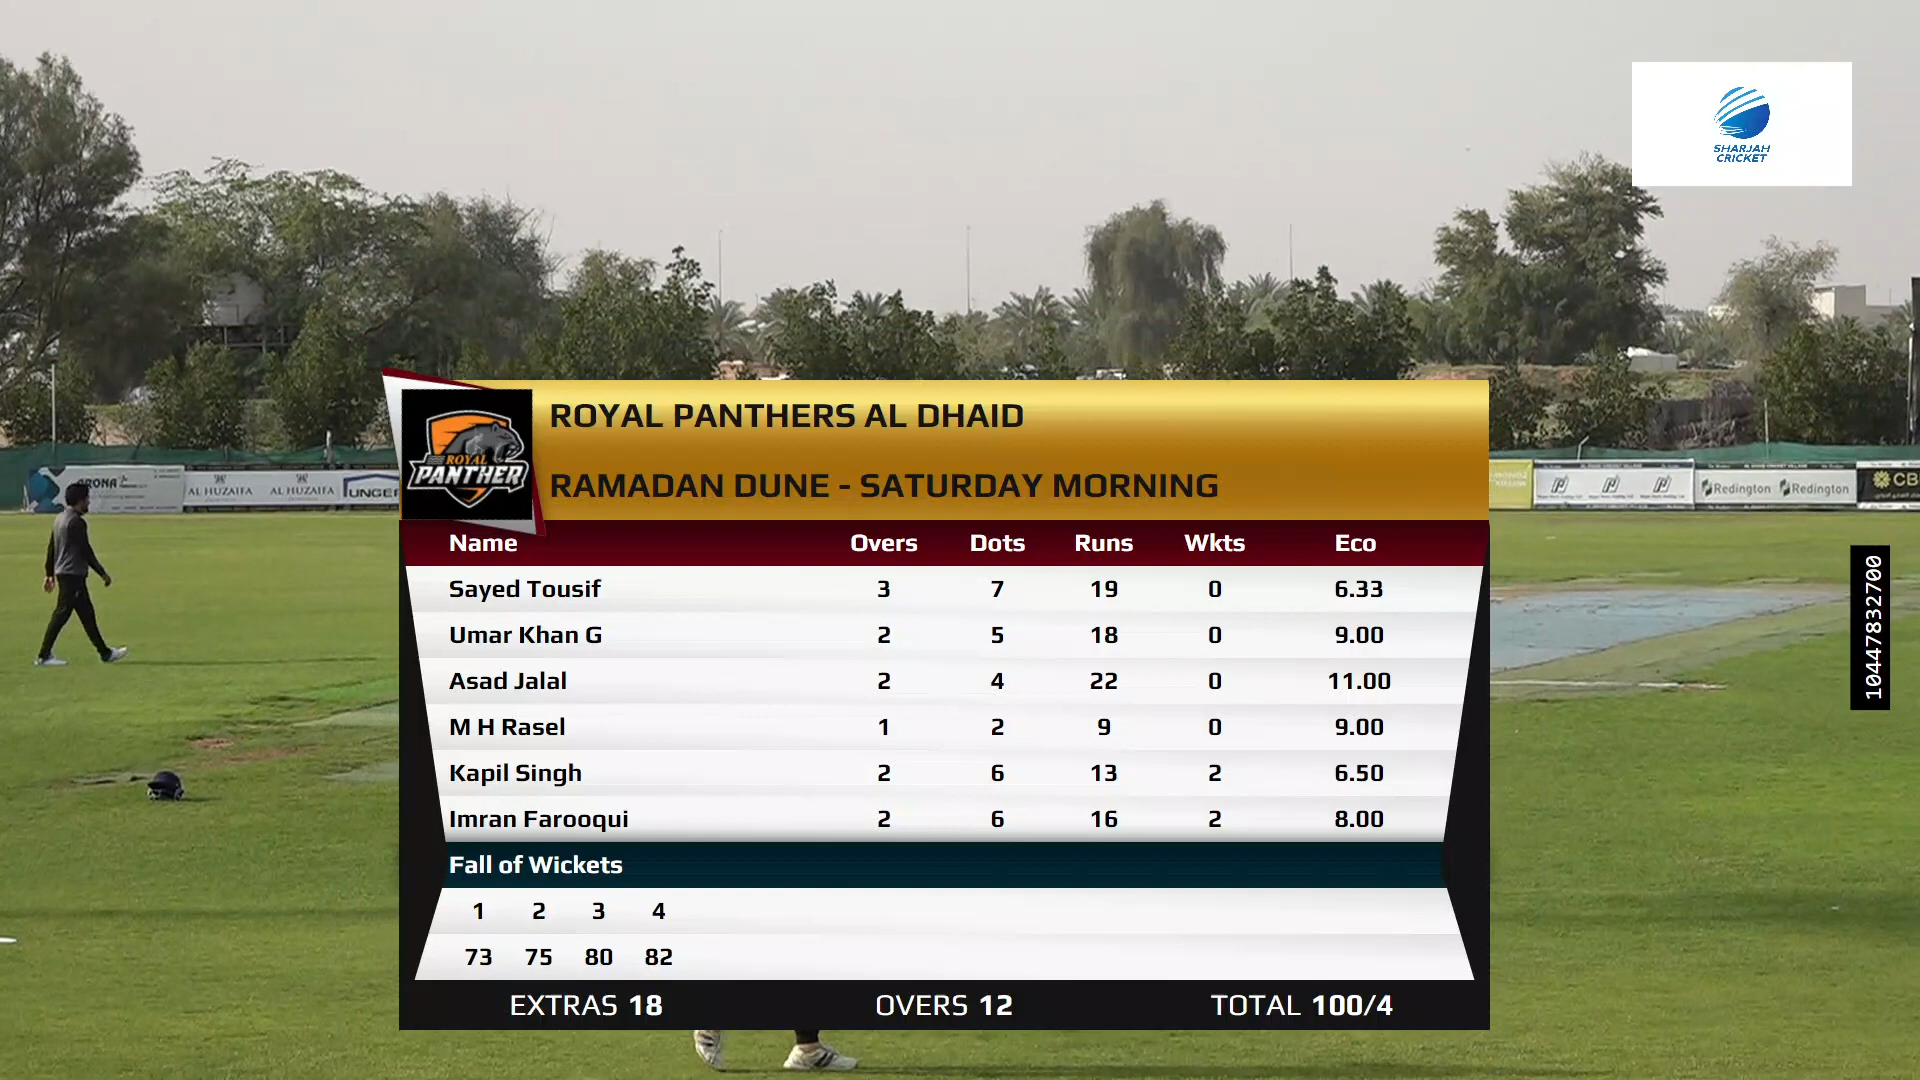 SHARJAH
CRICKET
ROYAL PANTHERS AL DHAID
ROYAL
PANTHER
RAMADAN DUNE - SATURDAY MORNING
ARONA
AL HUZAIFA AL HUZAIFA
UNGER
Redington Redington
CB
Name Overs Dots Runs Wkts Eco
Sayed Tousif 3 7 19 0 6.33
Umar Khan G 2 5 18 0 9.00
Asad Jalal 2 4 22 0 11.00
M H Rasel 1 2 9 0 9.00
Kapil Singh 2 6 13 2 6.50
Imran Farooqui 2 6 16 2 8.00
Fall of Wickets
1 2 3 4
73 75 80 82
EXTRAS 18 OVERS 12 TOTAL 100/4
10447832700